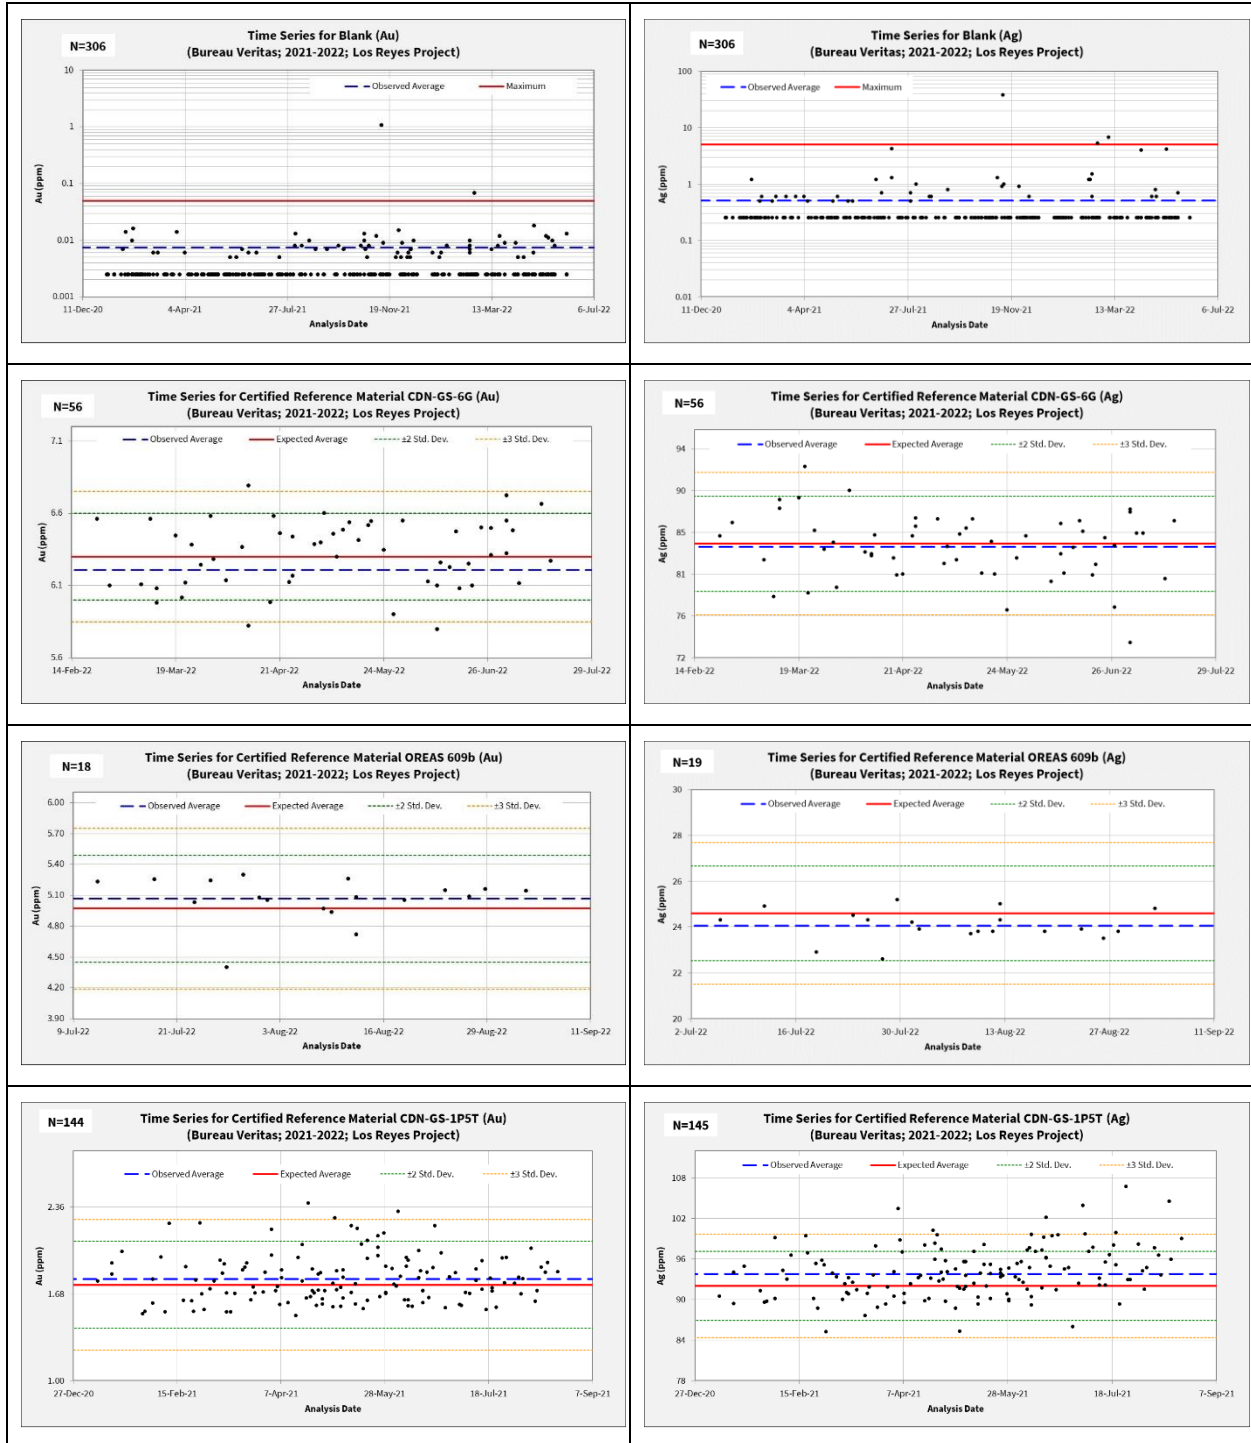 N=306
Time Series for Blank (Au)
(Bureau Veritas; 2021-2022; Los Reyes Project)
Observed Average
Maximum
10
1
0.1
0.01
0.001
Au (ppm)
11-Dec-20
4-Apr-21
27-Jul-21
19-Nov-21
13-Mar-22
6-Jul-22
Analysis Date
N=306
Time Series for Blank (Ag)
(Bureau Veritas; 2021-2022; Los Reyes Project)
Observed Average
Maximum
100
10
1
0.1
0.01
Ag (ppm)
11-Dec-20
4-Apr-21
27-Jul-21
19-Nov-21
13-Mar-22
6-Jul-22
Analysis Date
N=56
Time Series for Certified Reference Material CDN-GS-6G (Au)
(Bureau Veritas; 2021-2022; Los Reyes Project)
Observed Average
Expected Average
±2 Std. Dev.
±3 Std. Dev.
7.1
6.6
6.1
5.6
Au (ppm)
14-Feb-22
19-Mar-22
21-Apr-22
24-May-22
26-Jun-22
29-Jul-22
Analysis Date
N=56
Time Series for Certified Reference Material CDN-GS-6G (Ag)
(Bureau Veritas; 2021-2022; Los Reyes Project)
Observed Average
Expected Average
±2 Std. Dev.
±3 Std. Dev.
94
90
85
81
76
72
Ag (ppm)
14-Feb-22
19-Mar-22
21-Apr-22
24-May-22
26-Jun-22
29-Jul-22
Analysis Date
N=18
Time Series for Certified Reference Material OREAS 609b (Au)
(Bureau Veritas; 2021-2022; Los Reyes Project)
Observed Average
Expected Average
±2 Std. Dev.
±3 Std. Dev.
6.00
5.70
5.40
5.10
4.80
4.50
4.20
3.90
Au (ppm)
9-Jul-22
21-Jul-22
3-Aug-22
16-Aug-22
29-Aug-22
11-Sep-22
Analysis Date
N=19
Time Series for Certified Reference Material OREAS 609b (Ag)
(Bureau Veritas; 2021-2022; Los Reyes Project)
Observed Average
Expected Average
±2 Std. Dev.
±3 Std. Dev.
30
28
26
24
22
20
Ag (ppm)
2-Jul-22
16-Jul-22
30-Jul-22
13-Aug-22
27-Aug-22
11-Sep-22
Analysis Date
N=144
Time Series for Certified Reference Material CDN-GS-1P5T (Au)
(Bureau Veritas; 2021-2022; Los Reyes Project)
Observed Average
Expected Average
±2 Std. Dev.
±3 Std. Dev.
2.36
1.68
1.00
Au (ppm)
27-Dec-20
15-Feb-21
7-Apr-21
28-May-21
18-Jul-21
7-Sep-21
Analysis Date
N=145
Time Series for Certified Reference Material CDN-GS-1P5T (Ag)
(Bureau Veritas; 2021-2022; Los Reyes Project)
Observed Average
Expected Average
±2 Std. Dev.
±3 Std. Dev.
108
102
96
90
84
78
Ag (ppm)
27-Dec-20
15-Feb-21
7-Apr-21
28-May-21
18-Jul-21
7-Sep-21
Analysis Date